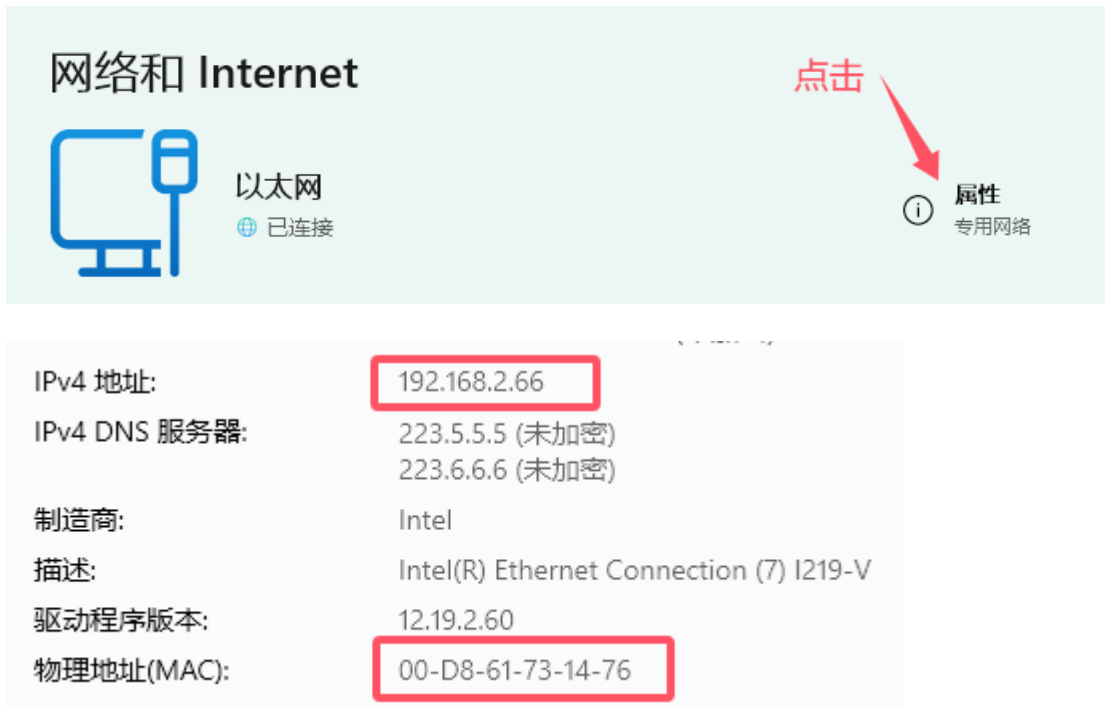 网络和 Internet
点击
以太网
已连接
属性
专用网络
IPv4 地址:
192.168.2.66
IPv4 DNS 服务器:
223.5.5.5 (未加密)
223.6.6.6 (未加密)
制造商:
Intel
描述:
Intel(R) Ethernet Connection (7) I219-V
驱动程序版本:
12.19.2.60
物理地址(MAC):
00-D8-61-73-14-76